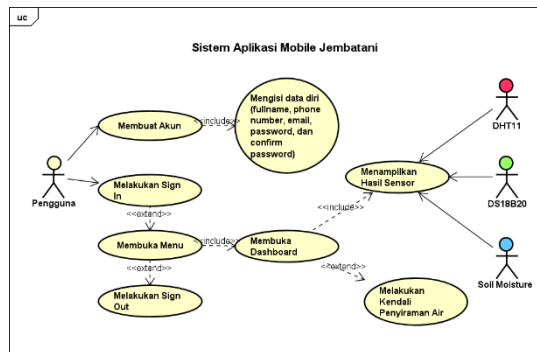 uc
Sistem Aplikasi Mobile Jembatani
Mengisi data diri
(fullname, phone
number, email,
password, dan
confirm
password)
<<include>>
Membuat Akun
DHT11
Pengguna
Melakukan Sign
In
Menampilkan
Hasil Sensor
DS18B20
<<extend>>
<<include>>
Membuka Menu
<<include>>
Membuka
Dashboard
<<extend>>
<<extend>>
Melakukan Sign
Out
Melakukan
Kendali
Penyiraman Air
Soil Moisture